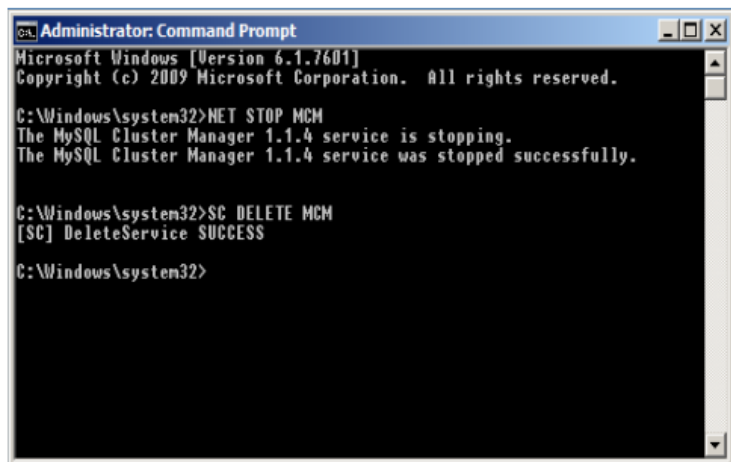 Administrator: Command Prompt
Microsoft Windows [Version 6.1.7601]
Copyright (c) 2009 Microsoft Corporation.  All rights reserved.
C:\Windows\system32>NET STOP MCM
The MySQL Cluster Manager 1.1.4 service is stopping.
The MySQL Cluster Manager 1.1.4 service was stopped successfully.
C:\Windows\system32>SC DELETE MCM
[SC] DeleteService SUCCESS
C:\Windows\system32>